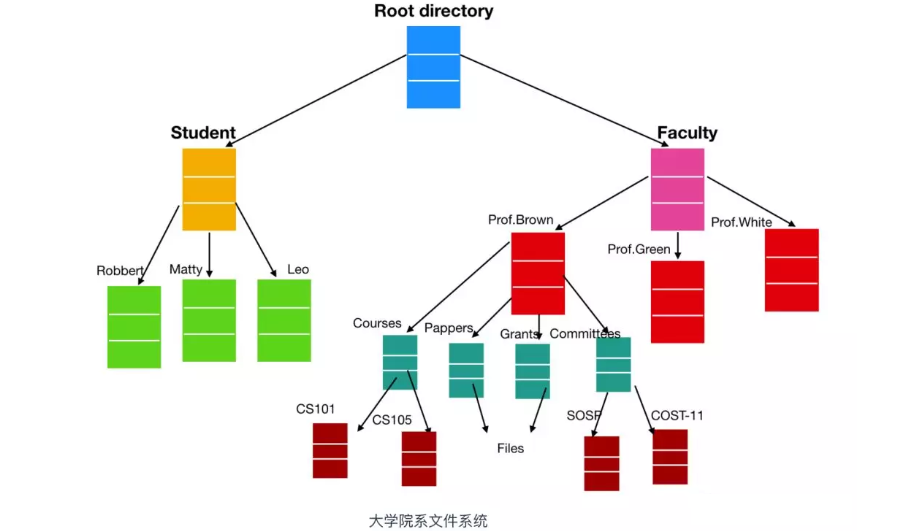 Root directory
Student
Faculty
Prof.Brown
Prof.White
Prof.Green
Robbert
Matty
Leo
Courses
Pappers
Grants
Committees
CS101
CS105
SOSP
COST-11
Files
大学院系文件系统